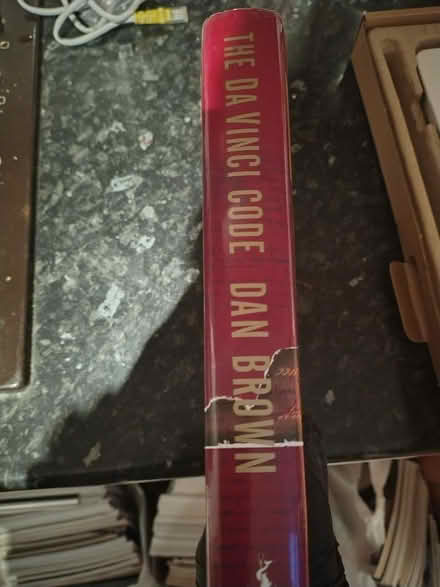 THE DA VINCI CODE DAN BROWN